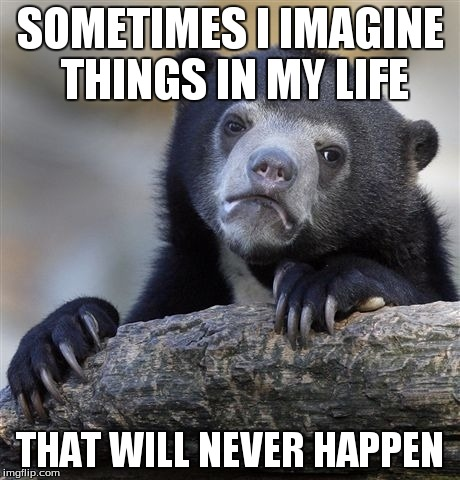 SOMETIMES I IMAGINE
THINGS IN MY LIFE
THAT WILL NEVER HAPPEN
imgflip.com